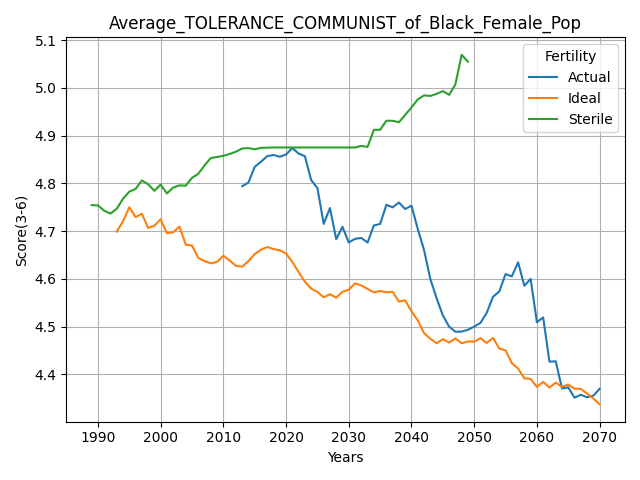 Average_TOLERANCE_COMMUNIST_of_Black_Female_Pop
Fertility
Actual
Ideal
Sterile
Score(3-6)
5.1
5.0
4.9
4.8
4.7
4.6
4.5
4.4
1990 2000 2010 2020 2030 2040 2050 2060 2070
Years